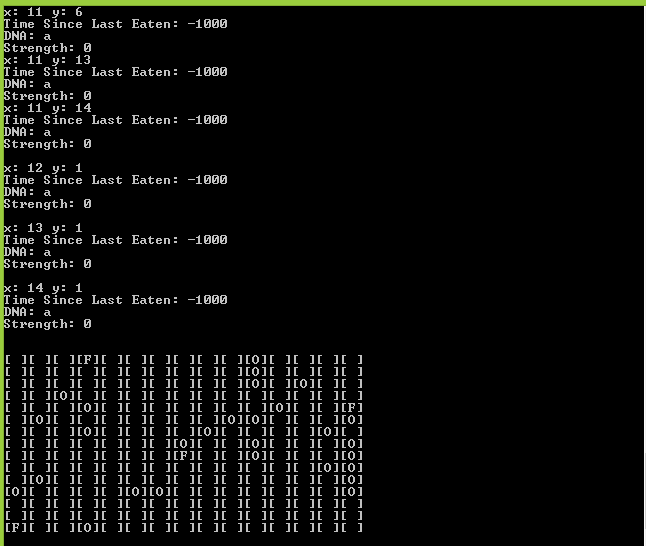 x: 11 y: 6
Time Since Last Eaten: -1000
DNA: a
Strength: 0
x: 11 y: 13
Time Since Last Eaten: -1000
DNA: a
Strength: 0
x: 11 y: 14
Time Since Last Eaten: -1000
DNA: a
Strength: 0
x: 12 y: 1
Time Since Last Eaten: -1000
DNA: a
Strength: 0
x: 13 y: 1
Time Since Last Eaten: -1000
DNA: a
Strength: 0
x: 14 y: 1
Time Since Last Eaten: -1000
DNA: a
Strength: 0
[ ][ ][ ][F][ ][ ][ ][ ][ ][ ][O][ ][ ][ ][ ]
[ ][ ][ ][ ][ ][ ][ ][ ][ ][ ][O][ ][ ][ ][ ]
[ ][ ][ ][ ][ ][ ][ ][ ][ ][ ][O][ ][O][ ][ ]
[ ][ ][O][ ][ ][ ][ ][ ][ ][ ][ ][ ][ ][ ][ ]
[ ][ ][ ][O][ ][ ][ ][ ][ ][ ][ ][O][ ][ ][F]
[ ][O][ ][ ][ ][ ][ ][ ][ ][O][O][ ][ ][ ][O]
[ ][ ][ ][O][ ][ ][ ][ ][O][ ][ ][ ][ ][O][ ]
[ ][ ][ ][ ][ ][ ][ ][O][ ][ ][O][ ][ ][ ][O]
[ ][ ][ ][ ][ ][ ][ ][F][ ][ ][O][ ][ ][ ][O]
[ ][ ][ ][ ][ ][ ][ ][ ][ ][ ][ ][ ][ ][O][O]
[ ][O][ ][ ][ ][ ][ ][ ][ ][ ][ ][ ][ ][ ][O]
[O][ ][ ][ ][ ][O][O][ ][ ][ ][ ][ ][ ][ ][O]
[ ][ ][ ][ ][ ][ ][ ][ ][ ][ ][ ][ ][ ][ ][ ]
[ ][ ][ ][ ][ ][ ][ ][ ][ ][ ][ ][ ][ ][ ][ ]
[F][ ][ ][O][ ][ ][ ][ ][ ][ ][ ][ ][ ][ ][ ]